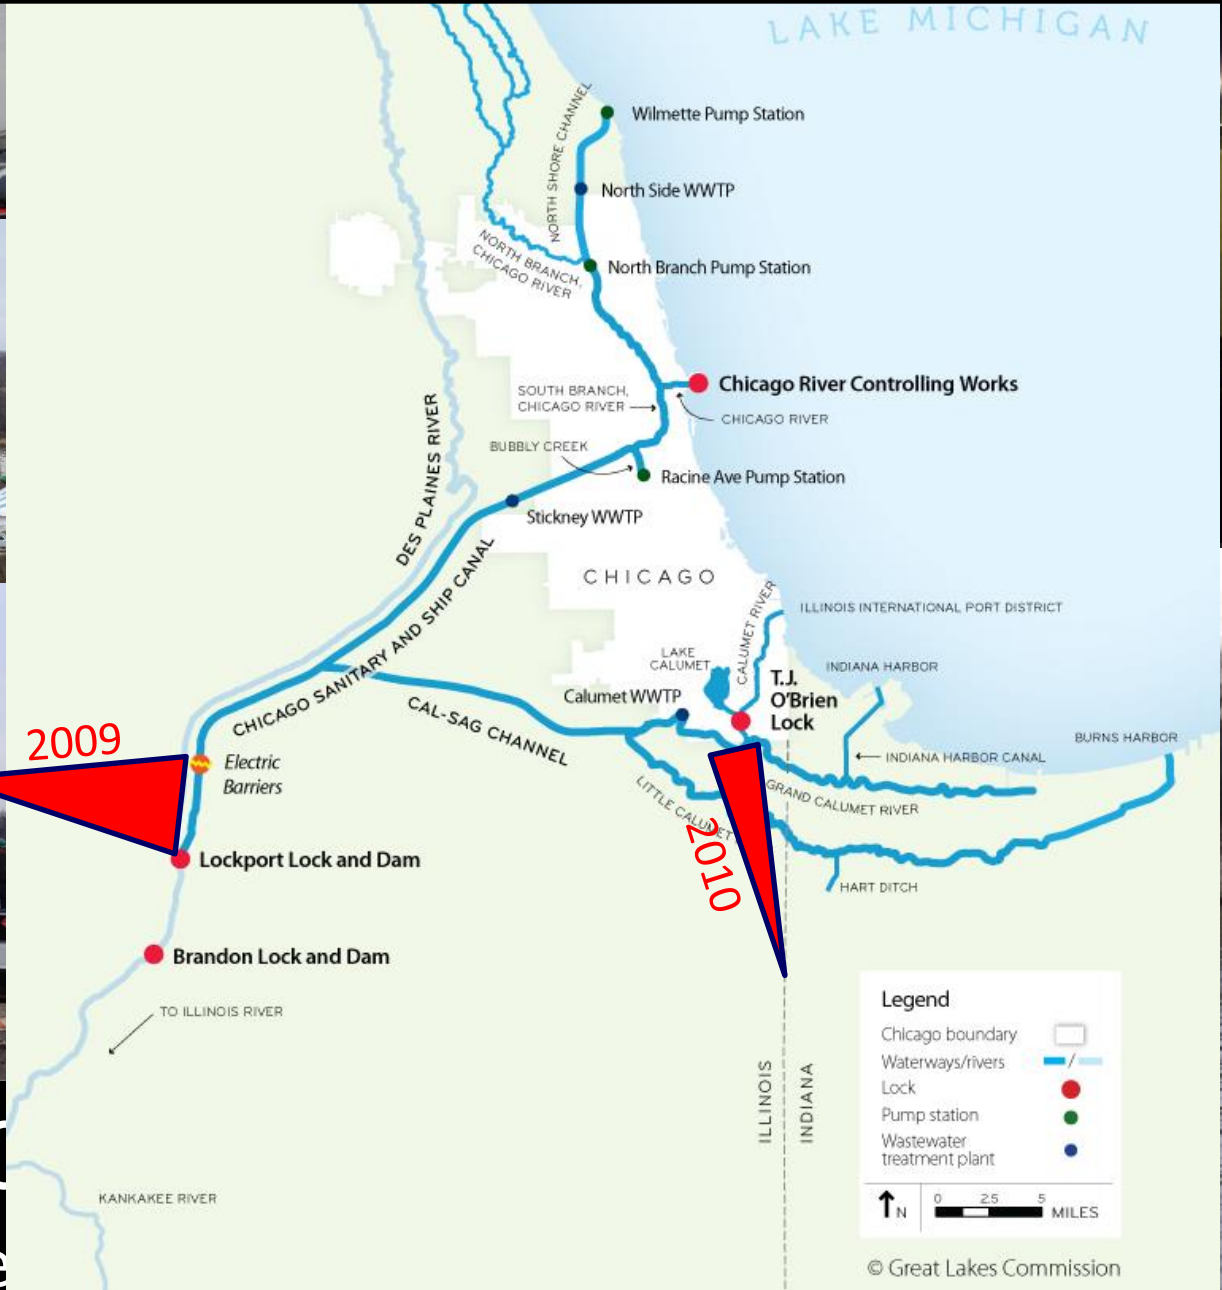 LAKE MICHIGAN
Wilmette Pump Station
NORTH SHORE CHANNEL
North Side WWTP
NORTH BRANCH,
CHICAGO RIVER
North Branch Pump Station
Chicago River Controlling Works
SOUTH BRANCH,
CHICAGO RIVER
CHICAGO RIVER
BUBBLY CREEK
Racine Ave Pump Station
DES PLAINES RIVER
Stickney WWTP
CHICAGO
CHICAGO SANITARY AND SHIP CANAL
CALUMET RIVER
ILLINOIS INTERNATIONAL PORT DISTRICT
LAKE
CALUMET
INDIANA HARBOR
T.J.
O'Brien
Lock
Calumet WWTP
CAL-SAG CHANNEL
BURNS HARBOR
INDIANA HARBOR CANAL
2009
Electric
Barriers
GRAND CALUMET RIVER
LITTLE CALUMET
2010
Lockport Lock and Dam
HART DITCH
Brandon Lock and Dam
TO ILLINOIS RIVER
ILLINOIS
INDIANA
KANKAKEE RIVER
Legend
Chicago boundary
Waterways/rivers /
Lock
Pump station
Wastewater
treatment plant
N
0 2.5 5
MILES
© Great Lakes Commission